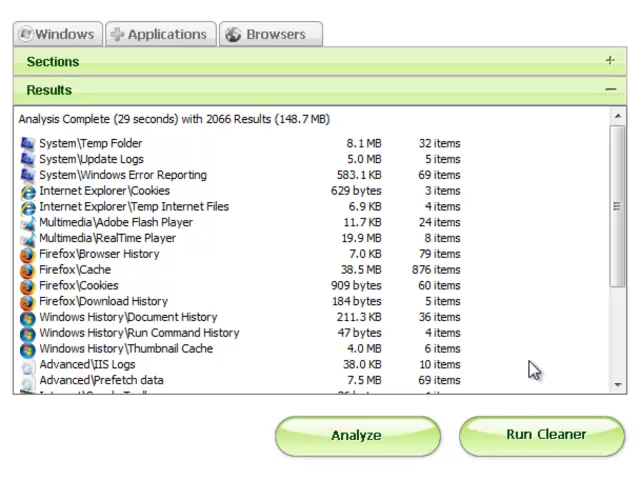 Windows Applications Browsers
Sections
Results
Analysis Complete (29 seconds) with 2066 Results (148.7 MB)
System\Temp Folder 8.1 MB 32 items
System\Update Logs 5.0 MB 5 items
System\Windows Error Reporting 583.1 KB 69 items
Internet Explorer\Cookies 629 bytes 3 items
Internet Explorer\Temp Internet Files 6.9 KB 4 items
Multimedia\Adobe Flash Player 11.7 KB 24 items
Multimedia\RealTime Player 19.9 MB 8 items
Firefox\Browser History 7.0 KB 79 items
Firefox\Cache 38.5 MB 876 items
Firefox\Cookies 909 bytes 60 items
Firefox\Download History 184 bytes 5 items
Windows History\Document History 211.3 KB 36 items
Windows History\Run Command History 47 bytes 4 items
Windows History\Thumbnail Cache 4.0 MB 6 items
Advanced\IIS Logs 38.0 KB 10 items
Advanced\Prefetch data 7.5 MB 69 items
Analyze Run Cleaner